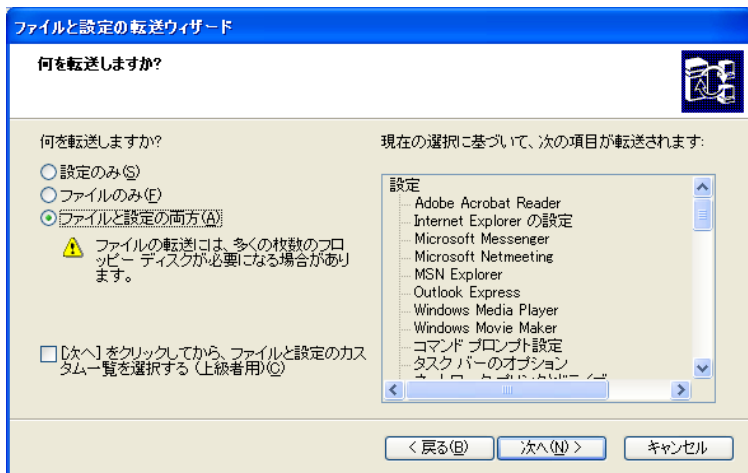 ファイルと設定の転送ウィザード
何を転送しますか?
何を転送しますか?
設定のみ(S)
ファイルのみ(F)
ファイルと設定の両方(A)
ファイルの転送には、多くの枚数のフロ
ッピー ディスクが必要になる場合があり
ます。
[次へ] をクリックしてから、ファイルと設定のカス
タム一覧を選択する (上級者用)(C)
現在の選択に基づいて、次の項目が転送されます:
設定
Adobe Acrobat Reader
Internet Explorer の設定
Microsoft Messenger
Microsoft Netmeeting
MSN Explorer
Outlook Express
Windows Media Player
Windows Movie Maker
コマンド プロンプト設定
タスク バーのオプション
< 戻る(B)
次へ(N) >
キャンセル